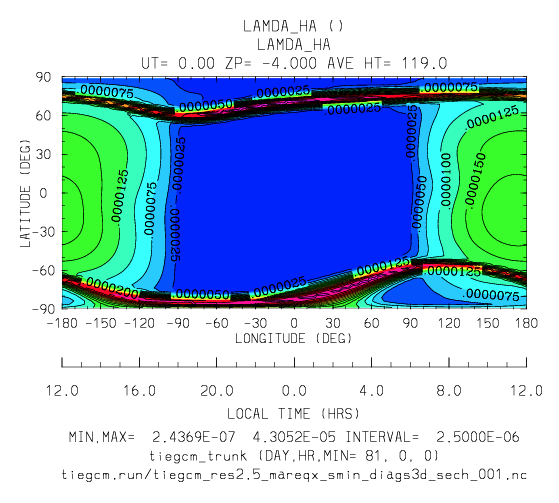 LAMDA_HA ()
LAMDA_HA
UT= 0.00 ZP= -4.000 AVE HT= 119.0
90
60
30
0
-30
-60
-90
LATITUDE (DEG)
.0000075
.0000050
.0000025
.0000025
.0000075
.0000125
.0000125
.0000075
.0000025
.0000025
.0000025
.0000050
.0000100
.0000150
.0000200
.0000050
.0000025
.0000125
.0000125
.0000075
-180 -150 -120 -90 -60 -30 0 30 60 90 120 150 180
LONGITUDE (DEG)
12.0 16.0 20.0 0.0 4.0 8.0 12.0
LOCAL TIME (HRS)
MIN,MAX= 2.4369E-07 4.3052E-05 INTERVAL= 2.5000E-06
tiegcm_trunk (DAY,HR,MIN= 81, 0, 0)
tiegcm.run/tiegcm_res2.5_mareqx_smin_diags3d_sech_001.nc